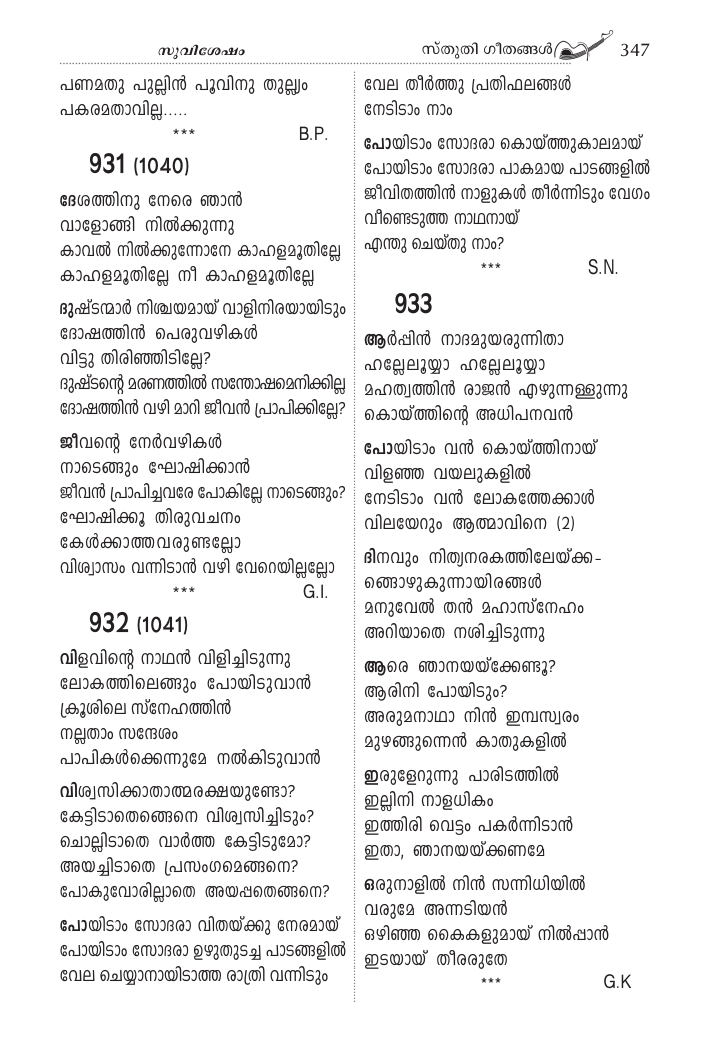 സുവിശേഷം
സ്തുതി ഗീതങ്ങൾ 347
പണമതു പുല്ലിൻ പൂവിനു തുല്യം
പകരമതാവില്ല.....
*** B.P.
931 (1040)
ദേശത്തിനു നേരെ ഞാൻ
വാളോങ്ങി നിൽക്കുന്നു
കാവൽ നിൽക്കുന്നോനേ കാഹളമൂതില്ലേ
കാഹളമൂതില്ലേ നീ കാഹളമൂതില്ലേ
ദുഷ്ടന്മാർ നിശ്ചയമായ് വാളിനിരയായിടും
ദോഷത്തിൻ പെരുവഴികൾ
വിട്ടു തിരിഞ്ഞിടില്ലേ?
ദുഷ്ടന്റെ മരണത്തിൽ സന്തോഷമെനിക്കില്ല
ദോഷത്തിൻ വഴി മാറി ജീവൻ പ്രാപിക്കില്ലേ?
ജീവന്റെ നേർവഴികൾ
നാടെങ്ങും ഘോഷിക്കാൻ
ജീവൻ പ്രാപിച്ചവരേ പോകില്ലേ നാടെങ്ങും?
ഘോഷിക്കൂ തിരുവചനം
കേൾക്കാത്തവരുണ്ടല്ലോ
വിശ്വാസം വന്നിടാൻ വഴി വേറെയില്ലല്ലോ
*** G.I.
932 (1041)
വിളവിന്റെ നാഥൻ വിളിച്ചിടുന്നു
ലോകത്തിലെങ്ങും പോയിടുവാൻ
ക്രൂശിലെ സ്നേഹത്തിൻ
നല്ലതാം സന്ദേശം
പാപികൾക്കെന്നുമേ നൽകിടുവാൻ
വിശ്വസിക്കാതാത്മരക്ഷയുണ്ടോ?
കേട്ടിടാതെങ്ങനെ വിശ്വസിച്ചിടും?
ചൊല്ലിടാതെ വാർത്ത കേട്ടിടുമോ?
അയച്ചിടാതെ പ്രസംഗമെങ്ങനെ?
പോകുവോരില്ലാതെ അയപ്പതെങ്ങനെ?
പോയിടാം സോദരാ വിതയ്ക്കു നേരമായ്
പോയിടാം സോദരാ ഉഴുതുടച്ച പാടങ്ങളിൽ
വേല ചെയ്യാനായിടാത്ത രാത്രി വന്നിടും
വേല തീർത്തു പ്രതിഫലങ്ങൾ
നേടിടാം നാം
പോയിടാം സോദരാ കൊയ്ത്തുകാലമായ്
പോയിടാം സോദരാ പാകമായ പാടങ്ങളിൽ
ജീവിതത്തിൻ നാളുകൾ തീർന്നിടും വേഗം
വീണ്ടെടുത്ത നാഥനായ്
എന്തു ചെയ്തു നാം?
*** S.N.
933
ആർപ്പിൻ നാദമുയരുന്നിതാ
ഹല്ലേലൂയ്യാ ഹല്ലേലൂയ്യാ
മഹത്വത്തിൻ രാജൻ എഴുന്നള്ളുന്നു
കൊയ്ത്തിന്റെ അധിപനവൻ
പോയിടാം വൻ കൊയ്ത്തിനായ്
വിളഞ്ഞ വയലുകളിൽ
നേടിടാം വൻ ലോകത്തേക്കാൾ
വിലയേറും ആത്മാവിനെ (2)
ദിനവും നിത്യനരകത്തിലേയ്ക്ക-
ങ്ങൊഴുകുന്നായിരങ്ങൾ
മനുവേൽ തൻ മഹാസ്നേഹം
അറിയാതെ നശിച്ചിടുന്നു
ആരെ ഞാനയയ്ക്കേണ്ടൂ?
ആരിനി പോയിടും?
അരുമനാഥാ നിൻ ഇമ്പസ്വരം
മുഴങ്ങുന്നെൻ കാതുകളിൽ
ഇരുളേറുന്നു പാരിടത്തിൽ
ഇല്ലിനി നാളധികം
ഇത്തിരി വെട്ടം പകർന്നിടാൻ
ഇതാ, ഞാനയയ്ക്കണമേ
ഒരുനാളിൽ നിൻ സന്നിധിയിൽ
വരുമേ അന്നടിയൻ
ഒഴിഞ്ഞ കൈകളുമായ് നിൽപ്പാൻ
ഇടയായ് തീരരുതേ
*** G.K